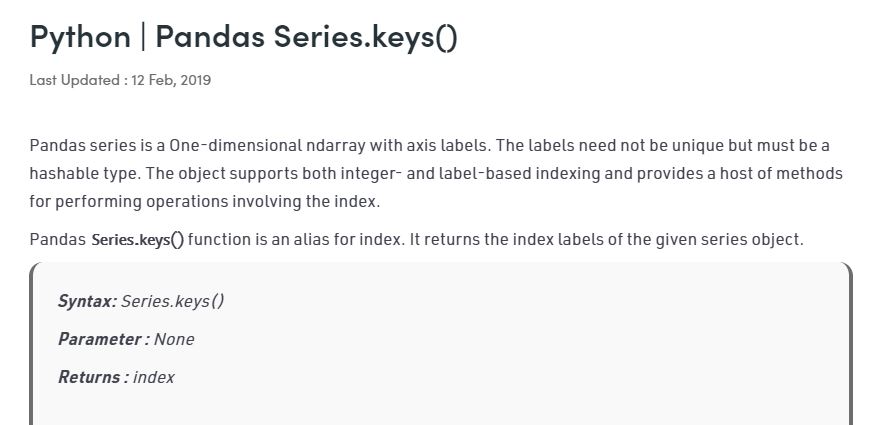 Python | Pandas Series.keys()
Last Updated : 12 Feb, 2019
Pandas series is a One-dimensional ndarray with axis labels. The labels need not be unique but must be a
hashable type. The object supports both integer- and label-based indexing and provides a host of methods
for performing operations involving the index.
Pandas Series.keys() function is an alias for index. It returns the index labels of the given series object.
Syntax: Series.keys()
Parameter : None
Returns : index